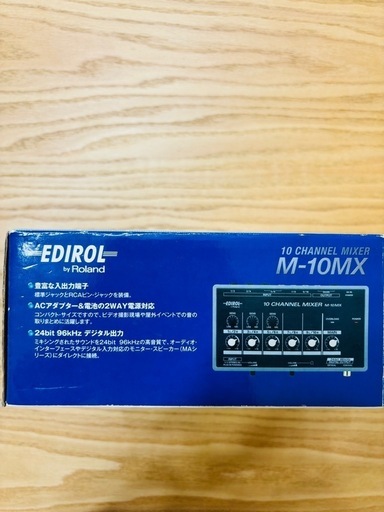 EDIROL
by Roland
10 CHANNEL MIXER
M-10MX
豊富な入出力端子
標準ジャックとRCAピン・ジャックを装備。
ACアダプター&電池の2WAY電源対応
コンパクト・サイズですので、ビデオ撮影現場や屋外イベントでの音の取りまとめに活躍します。
24bit 96kHz デジタル出力
ミキシングされたサウンドを24bit 96kHzの高音質で、オーディオ・
インターフェースやデジタル入力対応のモニター・スピーカー(MAシ
リーズ)にダイレクトに接続。
EDIROL
10 CHANNEL MIXER M-10MX
INPUT
OUTPUT